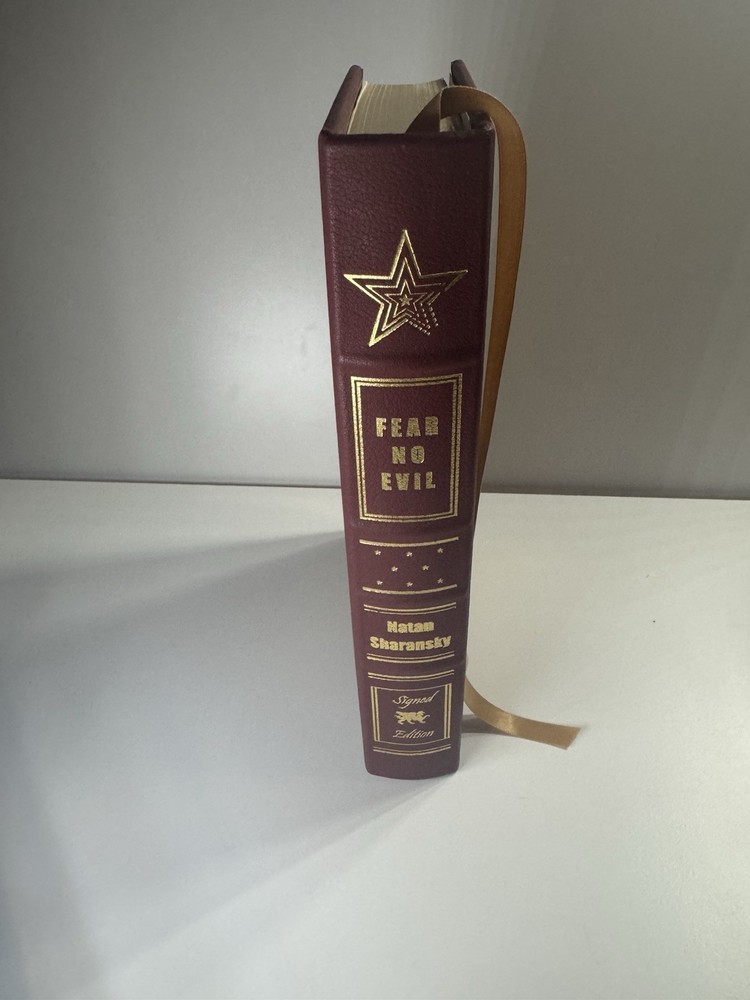 FEAR
NO
EVIL
Natan
Sharansky
Signed
Edition